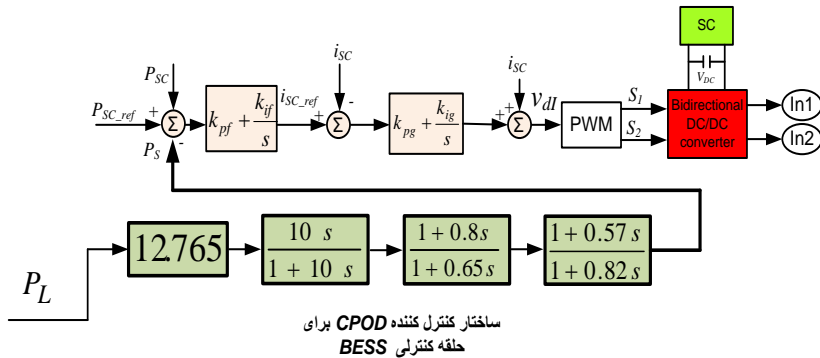 SC
V_DC
i_SC
i_SC
P_SC
P_SC_ref + Σ
k_pf + k_if / s
i_SC_ref
+ Σ -
k_pg + k_ig / s
+ + Σ
v_dI
PWM
S_1
S_2
Bidirectional
DC/DC
converter
In1
In2
P_S -
P_L
12.765
10 s / 1 + 10 s
1 + 0.8 s / 1 + 0.65 s
1 + 0.57 s / 1 + 0.82 s
ساختار کنترل کننده CPOD برای
حلقه کنترلی BESS